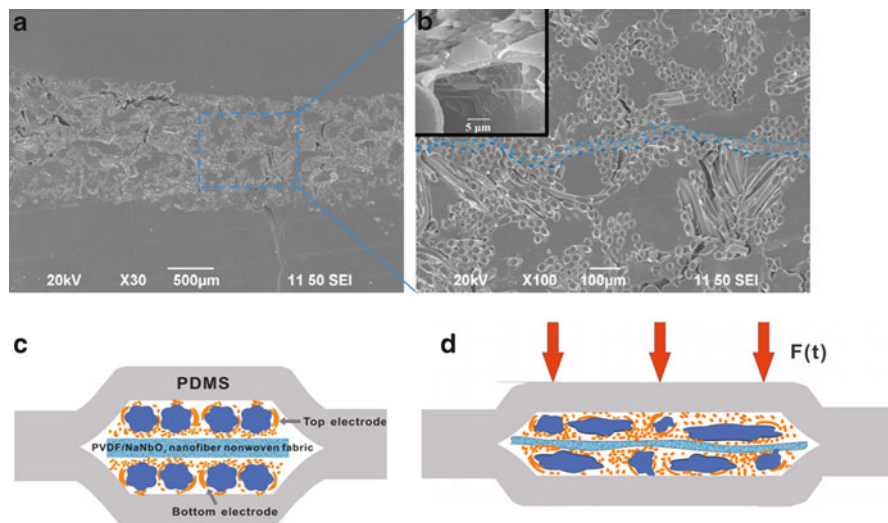 a
20kV X30 500μm 11 50 SEI
b
5 μm
20kV X100 100μm 11 50 SEI
c
PDMS
Top electrode
PVDF/NaNbO₃ nanofiber nonwoven fabric
Bottom electrode
d
F(t)